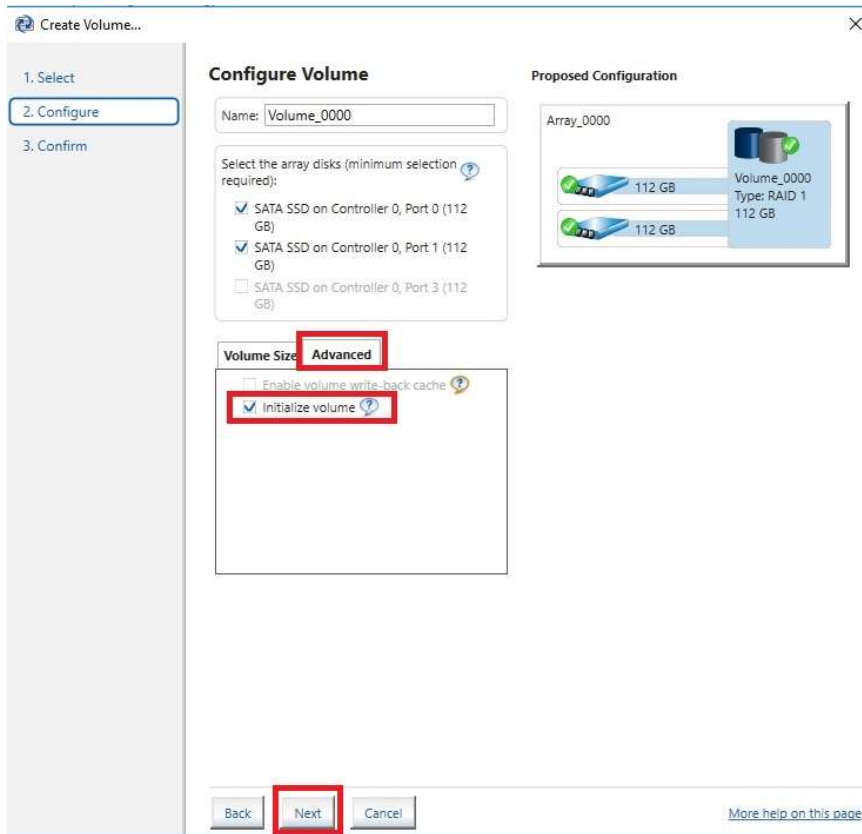 Create Volume...
1. Select
2. Configure
3. Confirm
Configure Volume
Name: Volume_0000
Select the array disks (minimum selection
required):
SATA SSD on Controller 0, Port 0 (112
GB)
SATA SSD on Controller 0, Port 1 (112
GB)
SATA SSD on Controller 0, Port 3 (112
GB)
Volume Size Advanced
Enable volume write-back cache
Initialize volume
Proposed Configuration
Array_0000
112 GB
112 GB
Volume_0000
Type: RAID 1
112 GB
Back Next Cancel
More help on this page